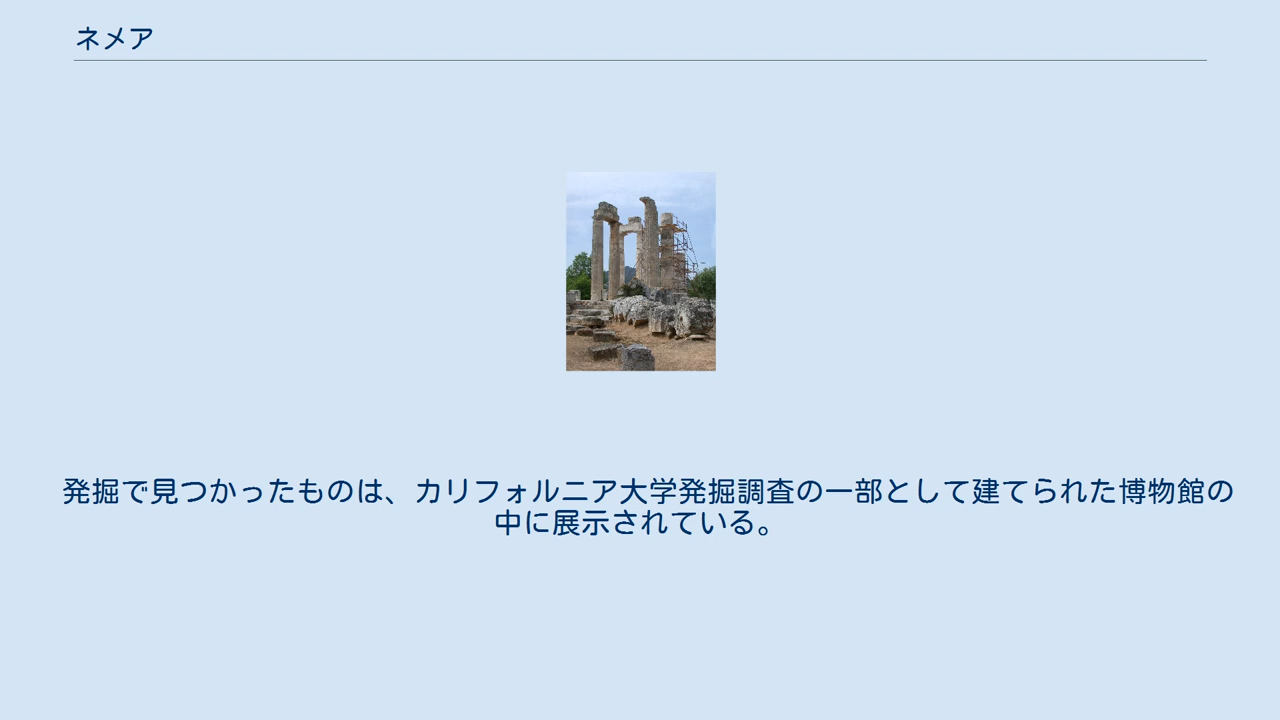 ネメア
発掘で見つかったものは、カリフォルニア大学発掘調査の一部として建てられた博物館の
中に展示されている。